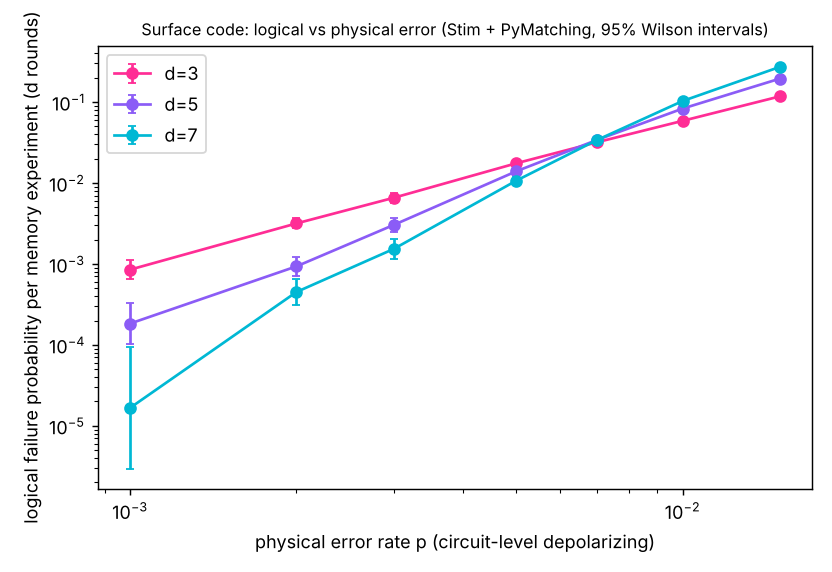 Surface code: logical vs physical error (Stim + PyMatching, 95% Wilson intervals)
logical failure probability per memory experiment (d rounds)
d=3
d=5
d=7
10⁻¹
10⁻²
10⁻³
10⁻⁴
10⁻⁵
10⁻³
10⁻²
physical error rate p (circuit-level depolarizing)